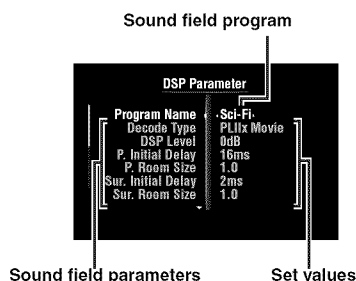 Sound field program
DSP Parameter
Program Name Sci-Fi
Decode Type PLIIx Movie
DSP Level 0dB
P. Initial Delay 16ms
P. Room Size 1.0
Sur. Initial Delay 2ms
Sur. Room Size 1.0
Sound field parameters Set values